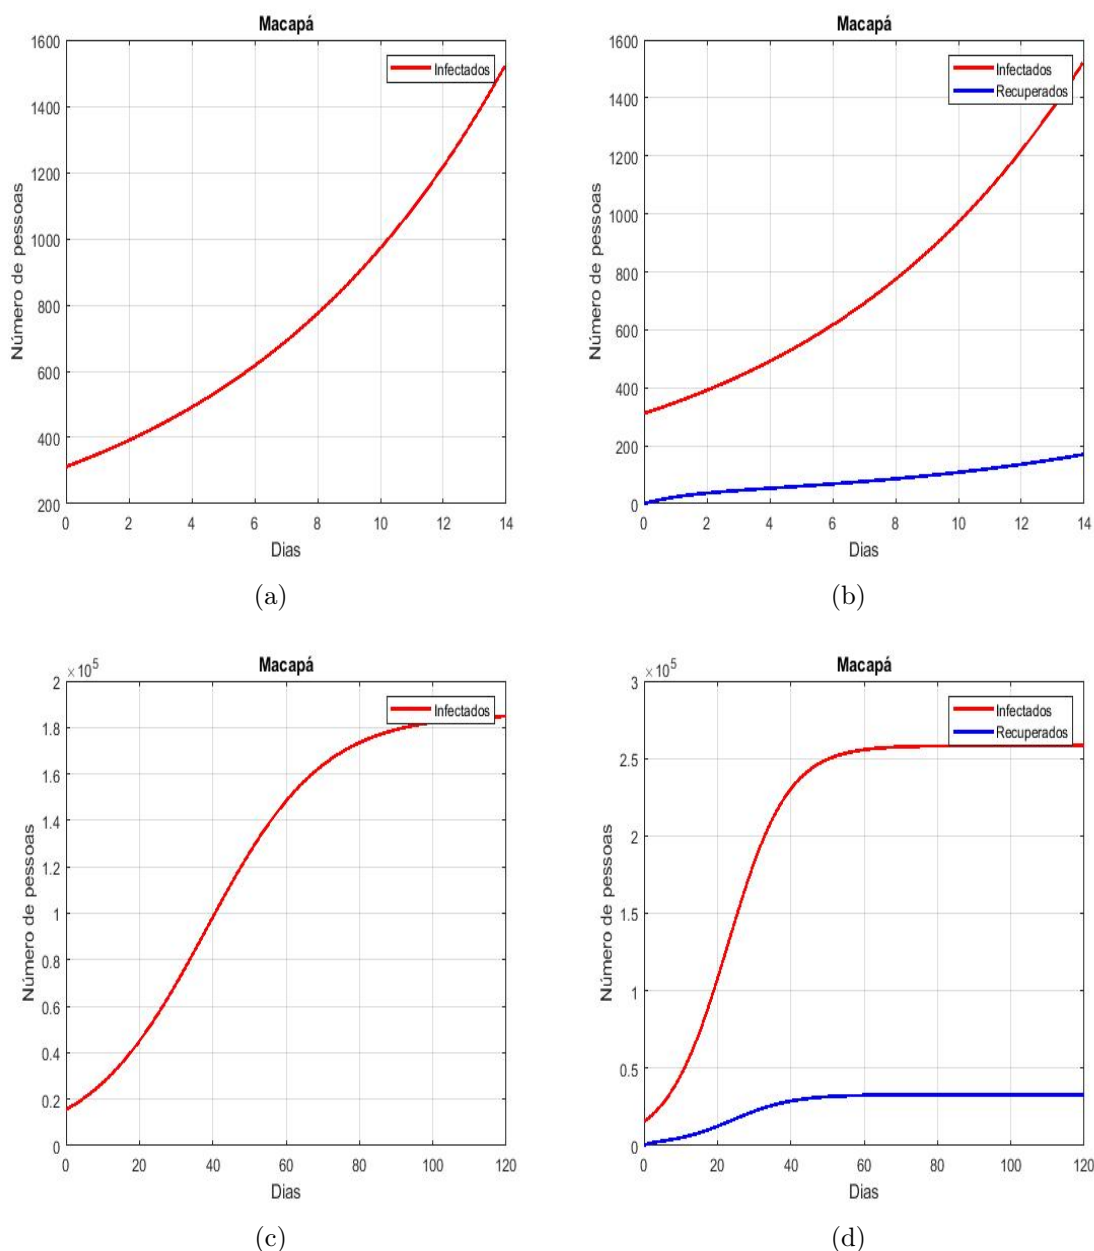 Macapá
1600
1400
1200
1000
800
600
400
200
0 2 4 6 8 10 12 14
Número de pessoas
Dias
Infectados
(a)
Macapá
1600
1400
1200
1000
800
600
400
200
0
0 2 4 6 8 10 12 14
Número de pessoas
Dias
Infectados
Recuperados
(b)
×10⁵
Macapá
2
1.8
1.6
1.4
1.2
1
0.8
0.6
0.4
0.2
0
0 20 40 60 80 100 120
Número de pessoas
Dias
Infectados
(c)
×10⁵
Macapá
3
2.5
2
1.5
1
0.5
0
0 20 40 60 80 100 120
Número de pessoas
Dias
Infectados
Recuperados
(d)